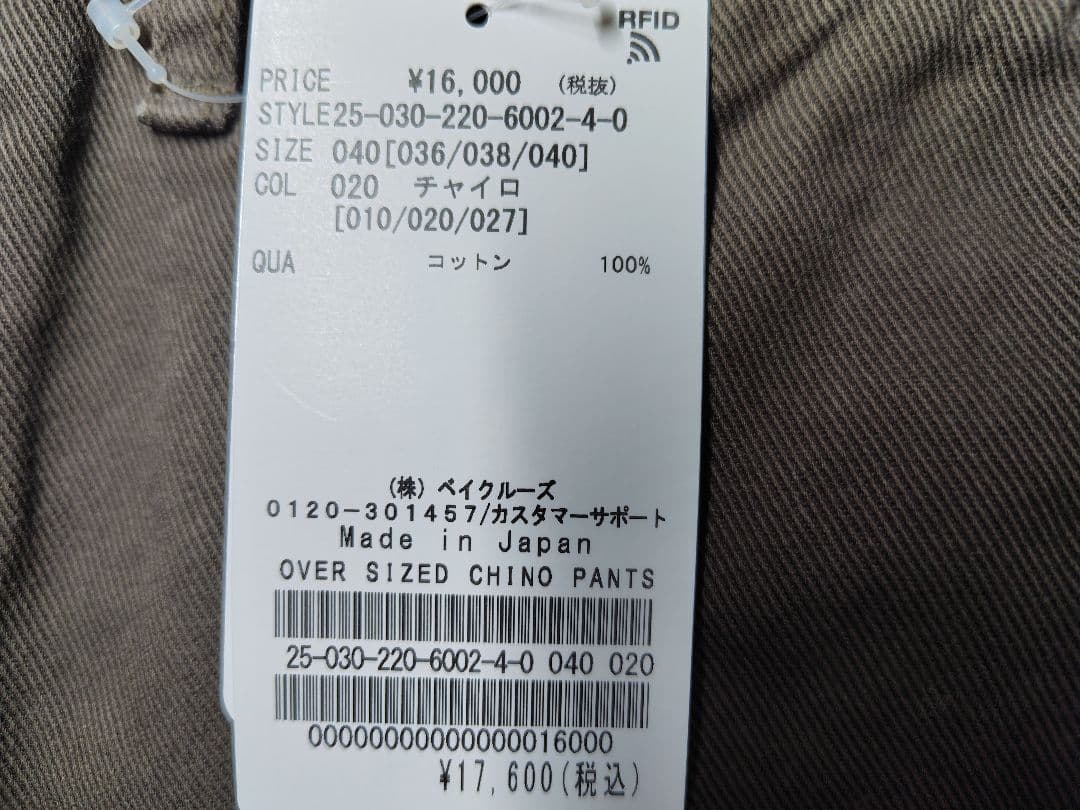 RFID
PRICE ¥16,000 (税抜)
STYLE25-030-220-6002-4-0
SIZE 040[036/038/040]
COL 020 チャイロ
[010/020/027]
QUA コットン 100%
(株) ベイクルーズ
0120-301457/カスタマーサポート
Made in Japan
OVER SIZED CHINO PANTS
25-030-220-6002-4-0 040 020
00000000000000016000
¥17,600(税込)